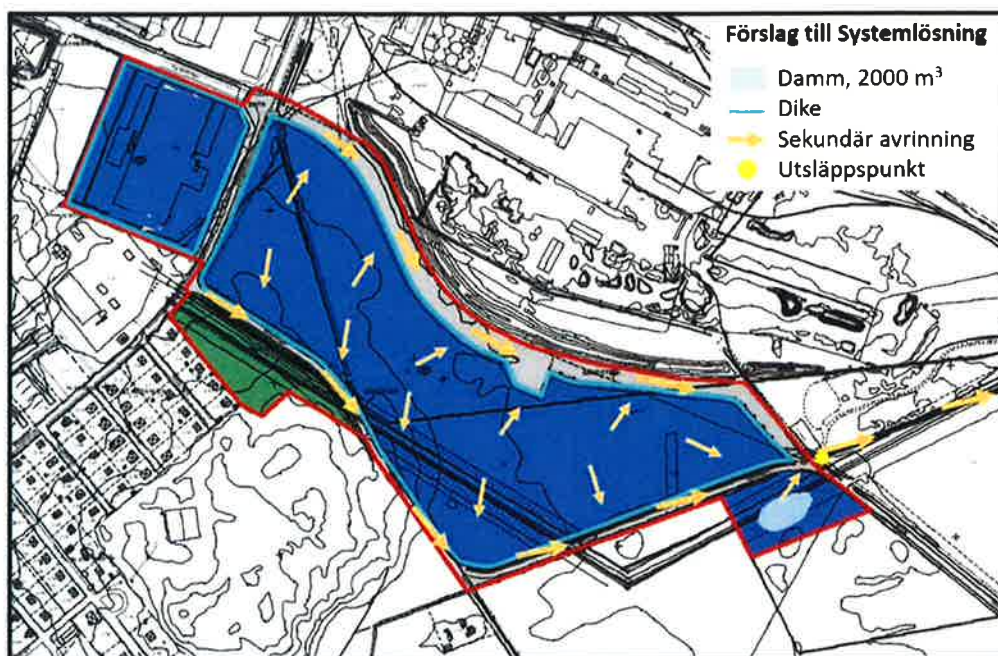 Förslag till Systemlösning
Damm, 2000 m³
Dike
Sekundär avrinning
Utsläppspunkt